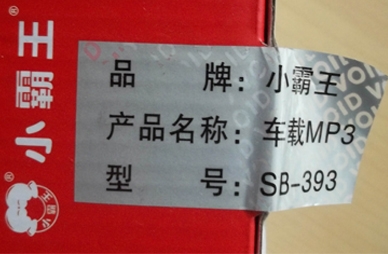 小霸王®
品 牌：小霸王
产品名称：车载MP3
型 号：SB-393
VOID